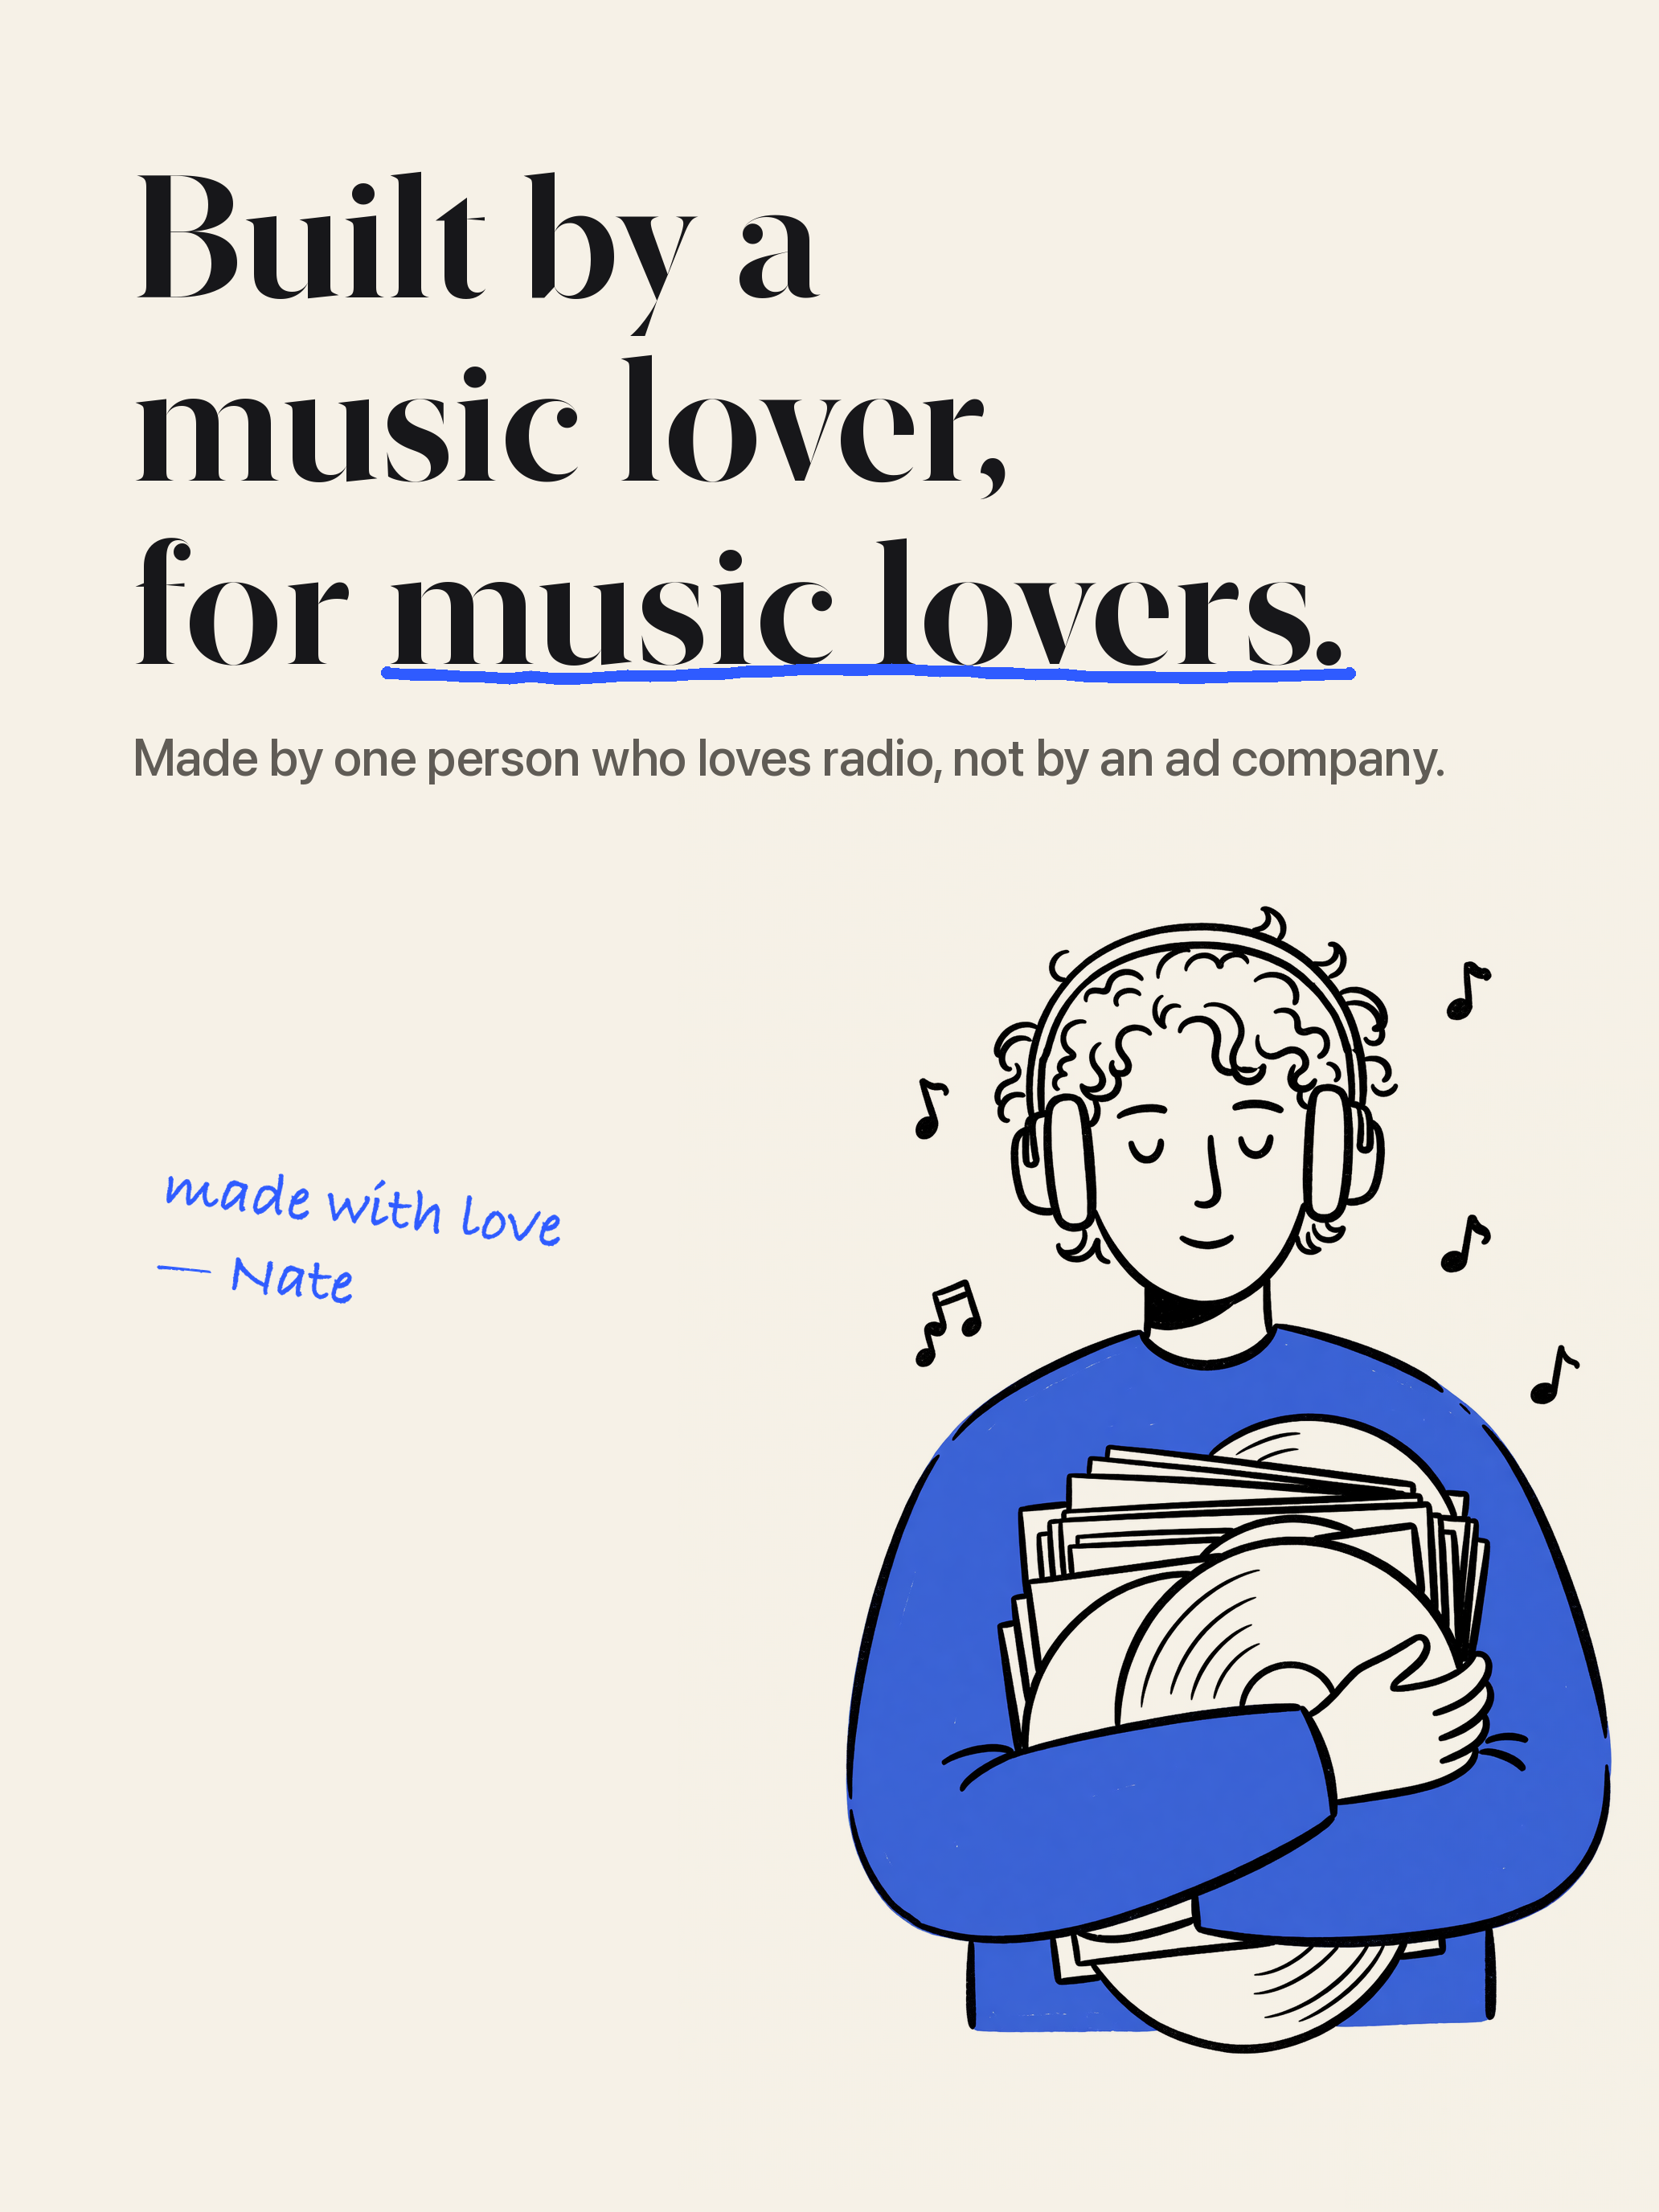 Built by a
music lover,
for music lovers.
Made by one person who loves radio, not by an ad company.
made with love
— Nate